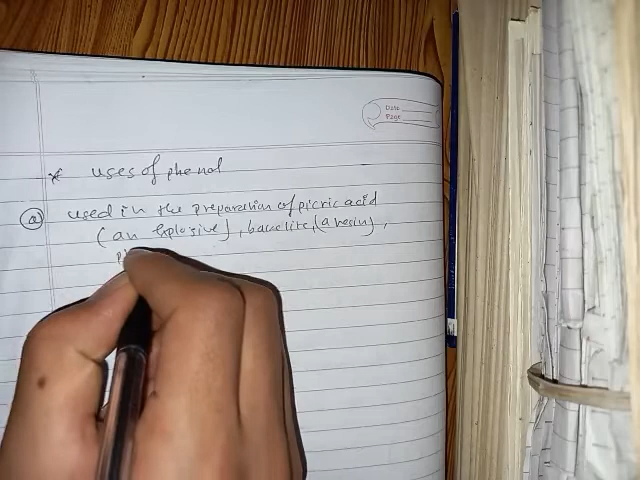 Date
Page
* uses of phenol
(a) used in the preparation of picric acid
(an explosive), bakelite, (a resin),